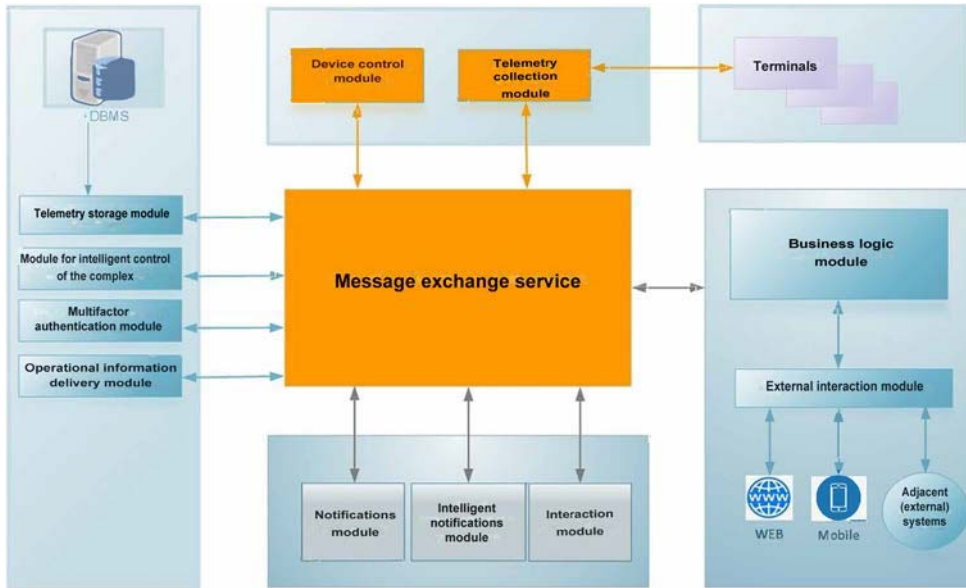 DBMS
Telemetry storage module
Module for intelligent control
of the complex
Multifactor
authentication module
Operational information
delivery module
Device control
module
Telemetry
collection
module
Terminals
Message exchange service
Notifications
module
Intelligent
notifications
module
Interaction
module
Business logic
module
External interaction module
WWW
WEB
Mobile
Adjacent
(external)
systems